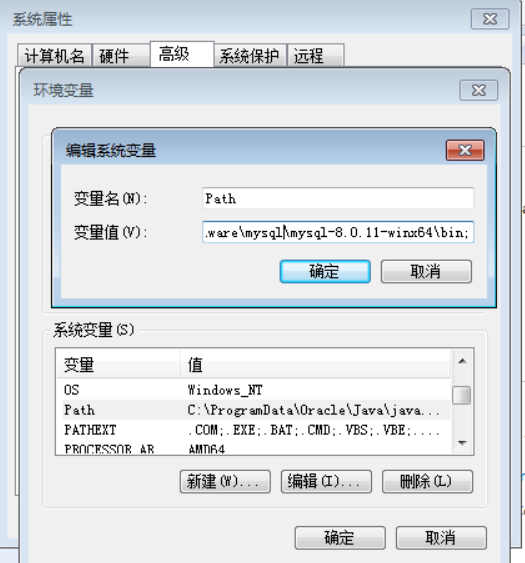 系统属性
计算机名 硬件 高级 系统保护 远程
环境变量
编辑系统变量
变量名(N): Path
变量值(V): .ware\mysql\mysql-8.0.11-winx64\bin;
确定 取消
系统变量(S)
变量 值
OS Windows_NT
Path C:\ProgramData\Oracle\Java\java...
PATHEXT .COM;.EXE;.BAT;.CMD;.VBS;.VBE;....
PROCESSOR_AR AMD64
新建(W)... 编辑(I)... 删除(L)
确定 取消